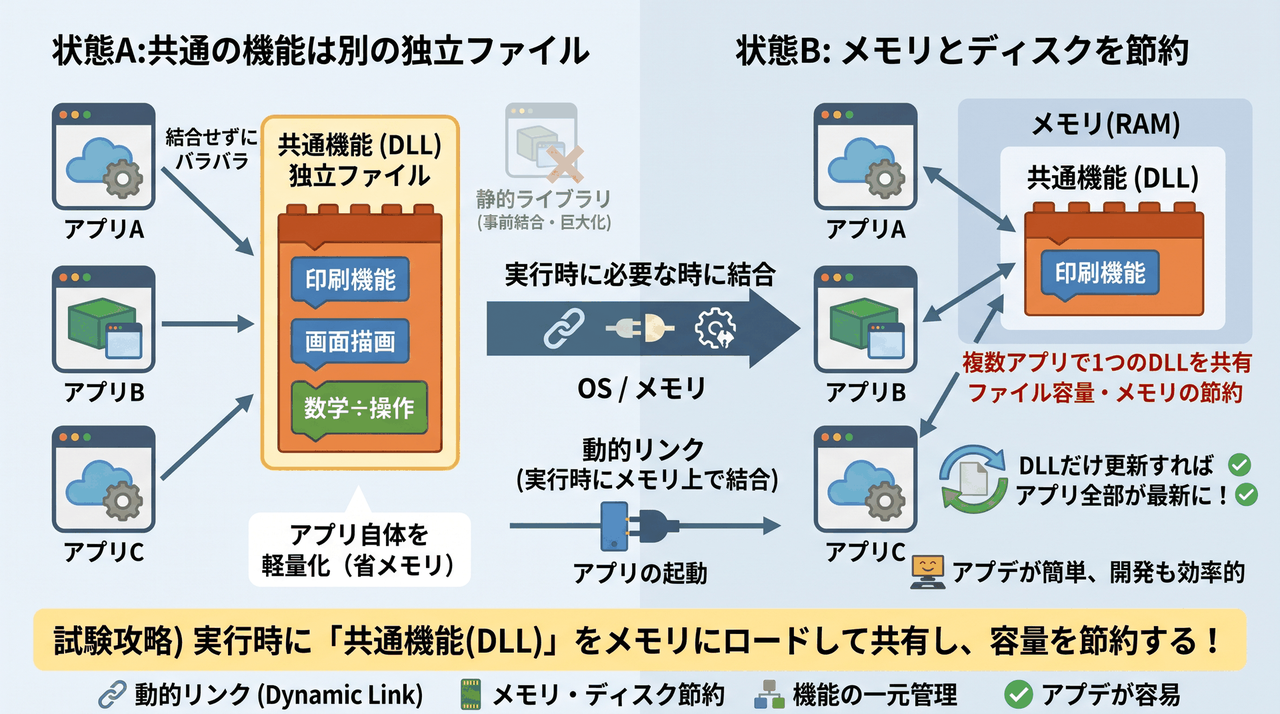 状態A:共通の機能は別の独立ファイル
結合せずに
バラバラ
アプリA
アプリB
アプリC
共通機能 (DLL)
独立ファイル
印刷機能
画面描画
数学÷操作
アプリ自体を
軽量化（省メモリ）
静的ライブラリ
(事前結合・巨大化)
実行時に必要な時に結合
OS / メモリ
動的リンク
(実行時にメモリ上で結合)
アプリの起動
状態B: メモリとディスクを節約
アプリA
アプリB
アプリC
メモリ(RAM)
共通機能 (DLL)
印刷機能
複数アプリで1つのDLLを共有
ファイル容量・メモリの節約
DLLだけ更新すれば
アプリ全部が最新に！
アプデが簡単、開発も効率的
試験攻略) 実行時に「共通機能(DLL)」をメモリにロードして共有し、容量を節約する！
動的リンク (Dynamic Link)
メモリ・ディスク節約
機能の一元管理
アプデが容易